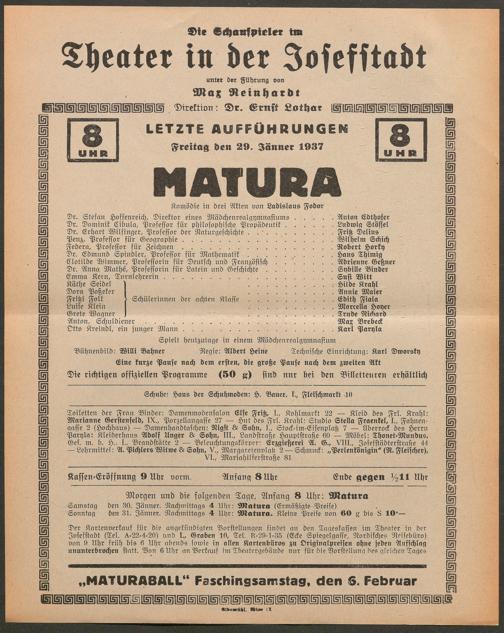 Die Schauspieler im
Theater in der Josefstadt
unter der Führung von
Max Reinhardt
Direktion: Dr. Ernst Lothar
8 UHR
LETZTE AUFFÜHRUNGEN
Freitag den 29. Jänner 1937
8 UHR
MATURA
Komödie in drei Akten von Ladislaus Fodor
Dr. Stefan Hoffenreich, Direktor eines Mädchenrealgymnasiums . . . Anton Edthofer
Dr. Dominik Cibula, Professor für philosophische Propädeutik . . . Ludwig Stössel
Dr. Erhart Wilfinger, Professor der Naturgeschichte . . . Fritz Delius
Penz, Professor für Geographie . . . Wilhelm Schich
Federa, Professor für Zeichnen . . . Robert Horky
Dr. Edmund Spindler, Professor für Mathematik . . . Hans Thimig
Clotilde Wimmer, Professorin für Deutsch und Französisch . . . Adrienne Geßner
Dr. Anna Mathé, Professorin für Latein und Geschichte . . . Sybille Binder
Emma Kern, Turnlehrerin . . . Susi Witt
Käthe Seidel . . . Hilde Krahl
Dora Poßeker . . . Annie Maier
Fritzi Folt } Schülerinnen der achten Klasse . . . Edith Flaia
Luise Klein . . . Marcella Hoyer
Grete Wagner . . . Trude Richard
Anton, Schuldiener . . . Max Brebeck
Otto Kreindl, ein junger Mann . . . Karl Paryla
Spielt heutzutage in einem Mädchenrealgymnasium
Bühnenbild: Willi Bahner Regie: Albert Heine Technische Einrichtung: Karl Dworsky
Eine kurze Pause nach dem ersten, die große Pause nach dem zweiten Akt
Die richtigen offiziellen Programme (50 g) sind nur bei den Billetteuren erhältlich
Schuhe: Haus der Schuhmoden: H. Bauer, I., Fleischmarkt 10
Toiletten der Frau Binder: Damenmodensalon Else Fritz, I., Kohlmarkt 22 — Kleid des Frl. Krahl:
Marianne Gerstenfeld, IX., Porzellangasse 27 — Hut des Frl. Krahl: Studio Stella Fraenkel, I., Fahnen-
gasse 2 (Hochhaus) — Damenhandtaschen: Nigst & Sohn, I., Stock-im-Eisenplatz 7 — Überrock des Herrn
Paryla: Kleiderhaus Adolf Unger & Sohn, III., Landstraße Hauptstraße 60 — Möbel: Thonet-Mundus,
Ges. m. b. H., I., Brandstätte 2 — Beleuchtungskörper: Erzgießerei A. G., VIII., Josefstädterstraße 44
— Lehrmittel: A. Pichlers Witwe & Sohn, V., Margaretenplatz 2 — Schmuck: „Perlenkönigin" (R. Fleischer),
VI., Mariahilferstraße 81
Kassen-Eröffnung 9 Uhr vorm. Anfang 8 Uhr Ende gegen ½11 Uhr
Morgen und die folgenden Tage, Anfang 8 Uhr: Matura
Samstag den 30. Jänner, Nachmittags 4 Uhr: Matura (Ermäßigte Preise)
Sonntag den 31. Jänner, Nachmittags 4 Uhr: Matura. Kleine Preise von 60 g bis S 10·—
Der Kartenverkauf für die angekündigten Vorstellungen findet an den Tageskassen im Theater in der
Josefstadt (Tel. A-22-4-20) und I., Graben 10, Tel. R-29-1-35 (Ecke Spiegelgasse, Nordisches Reisebüro)
von 9 Uhr früh bis 6 Uhr abends sowie in allen Kartenbüros zu Originalpreisen ohne jeden Aufschlag
ununterbrochen statt. Von 6 Uhr an Verkauf im Theatergebäude nur für die Vorstellung des gleichen Tages
„MATURABALL" Faschingsamstag, den 6. Februar
Elbemühl, Wien IX